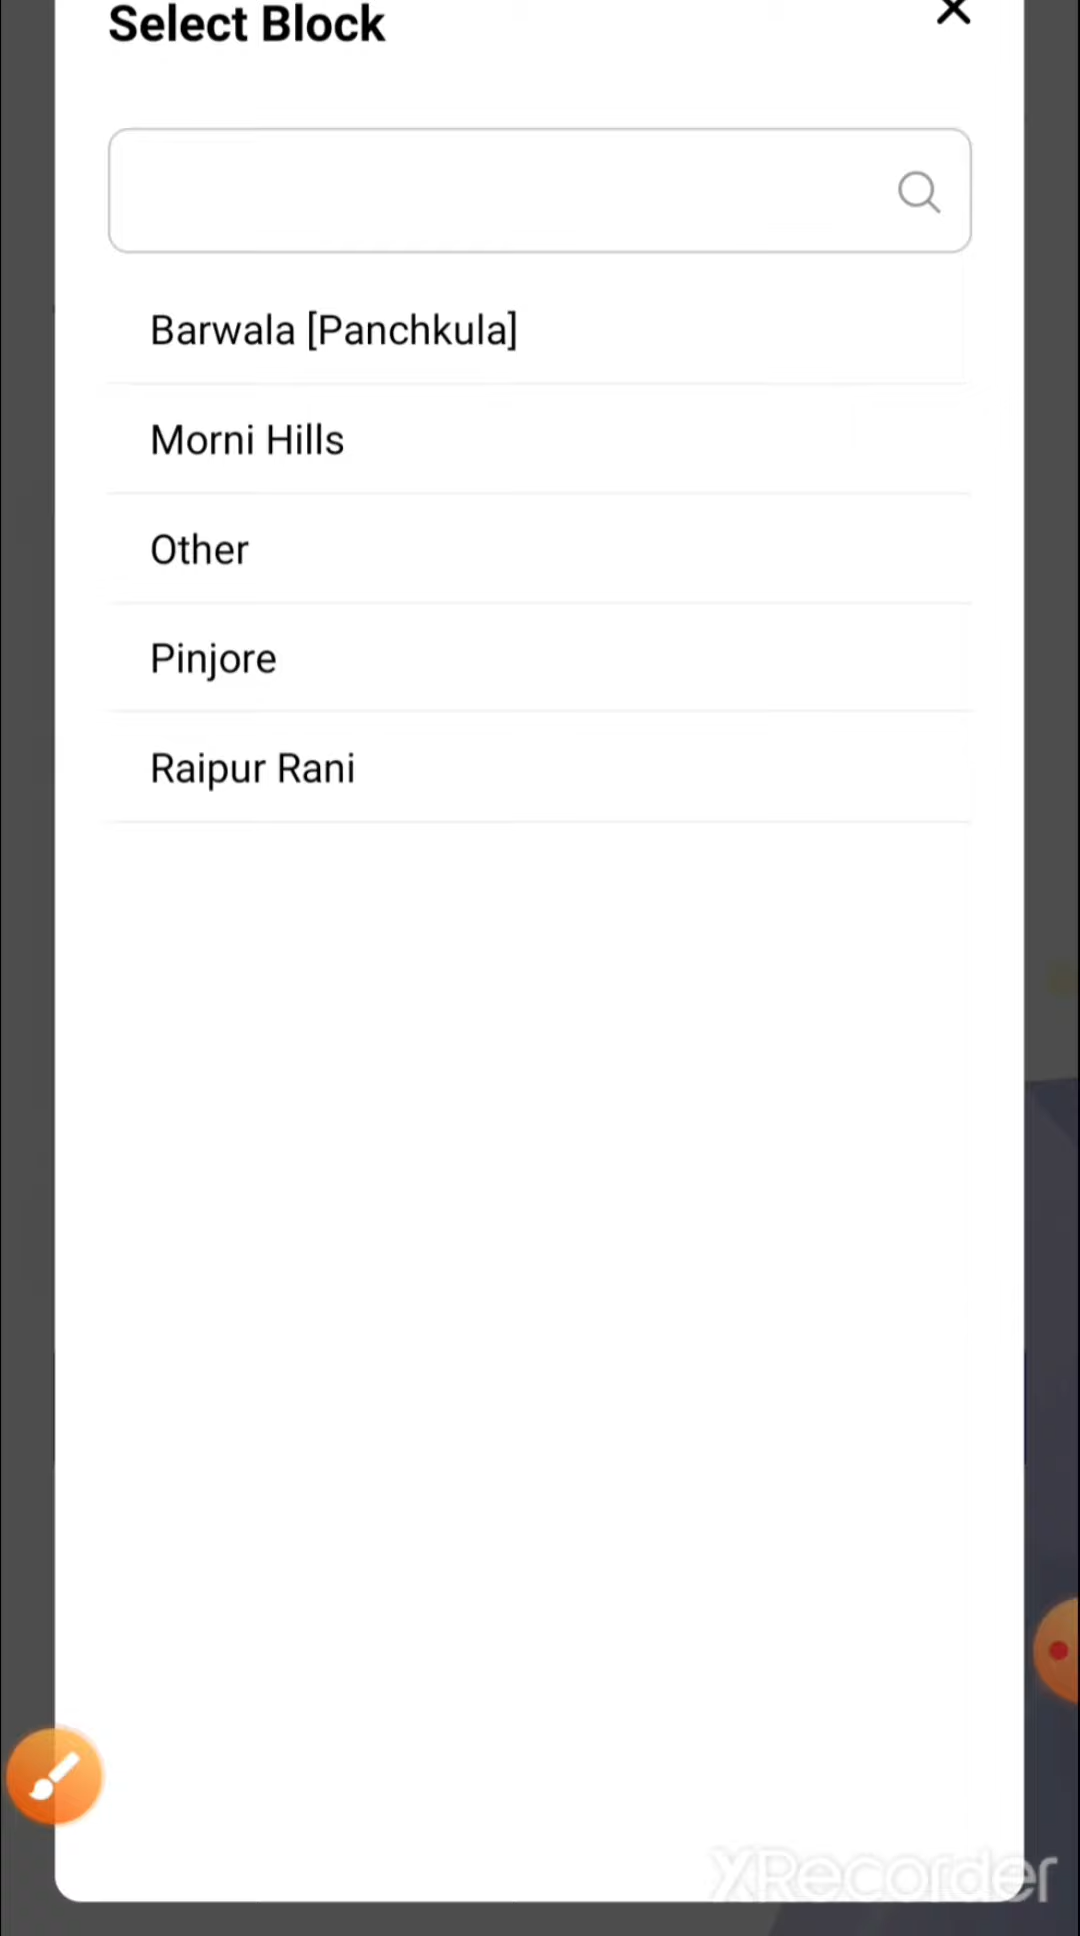 Select Block
Barwala [Panchkula]
Morni Hills
Other
Pinjore
Raipur Rani
XRecorder